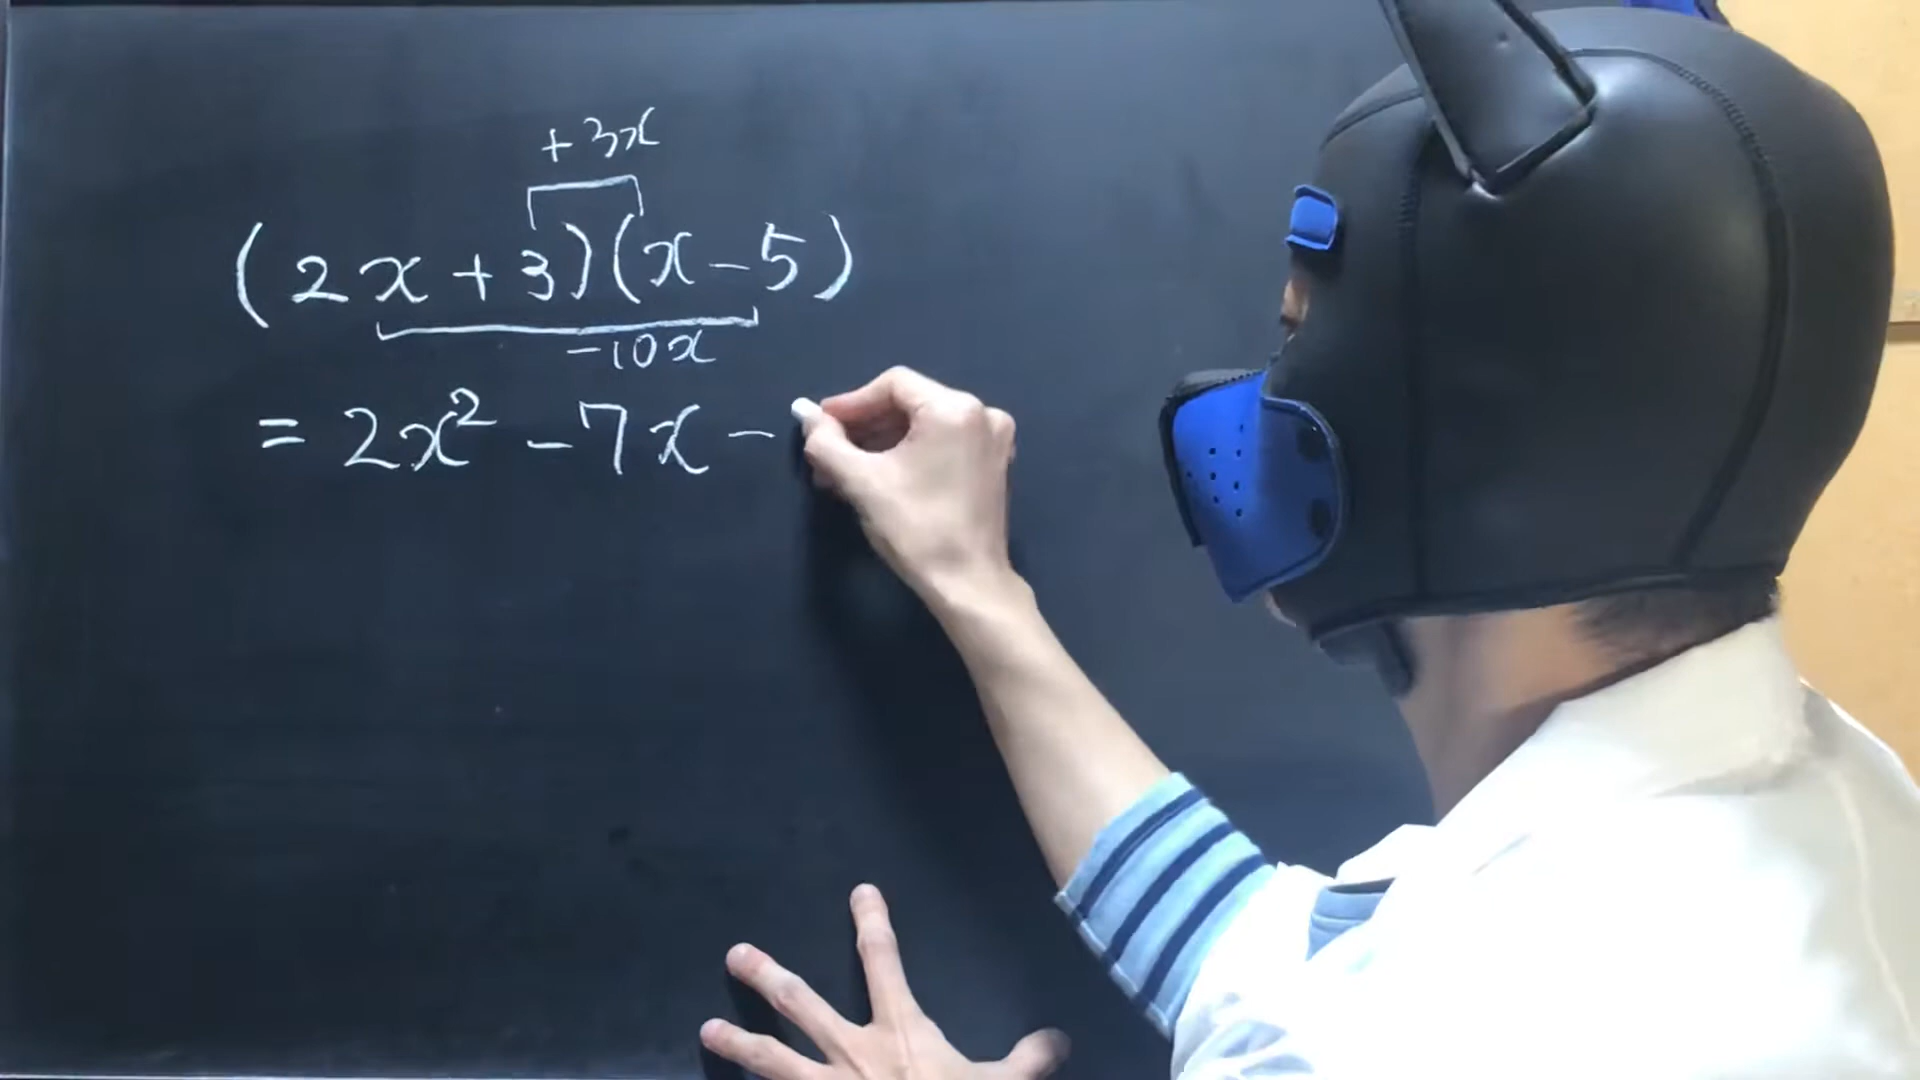 +3x
(2x+3)(x-5)
-10x
= 2x² -7x -